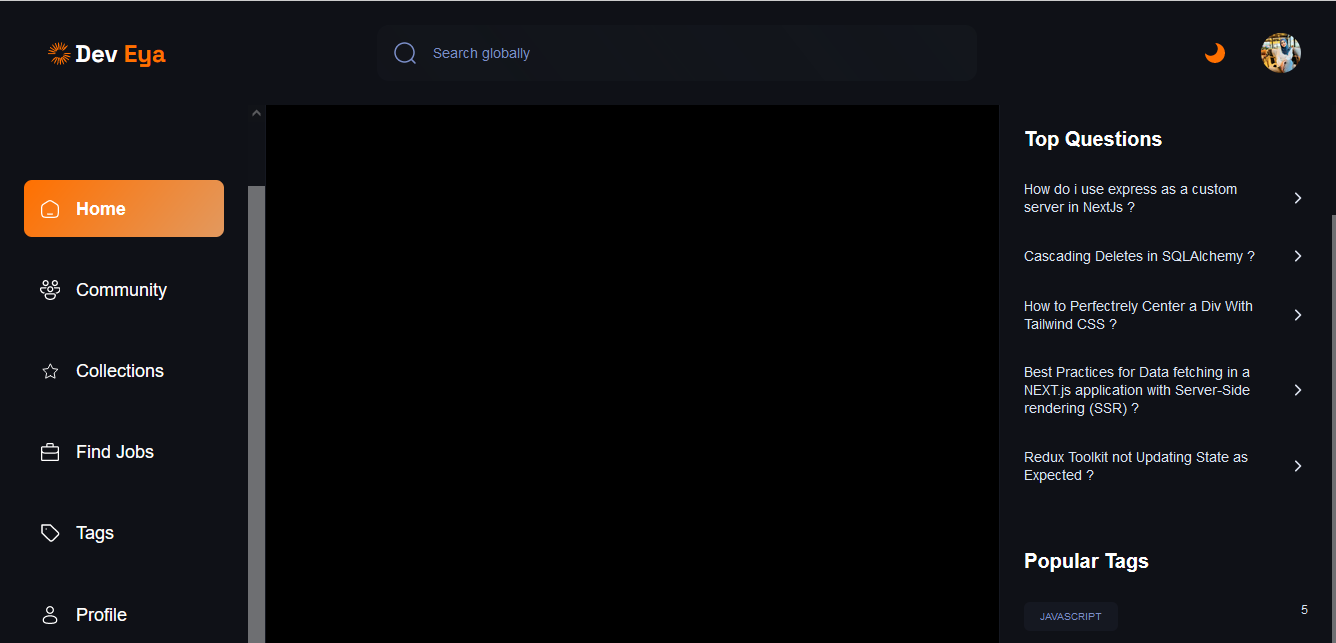 Dev Eya
Search globally
Home
Community
Collections
Find Jobs
Tags
Profile
Top Questions
How do i use express as a custom
server in NextJs ?
Cascading Deletes in SQLAlchemy ?
How to Perfectrely Center a Div With
Tailwind CSS ?
Best Practices for Data fetching in a
NEXT.js application with Server-Side
rendering (SSR) ?
Redux Toolkit not Updating State as
Expected ?
Popular Tags
JAVASCRIPT
5